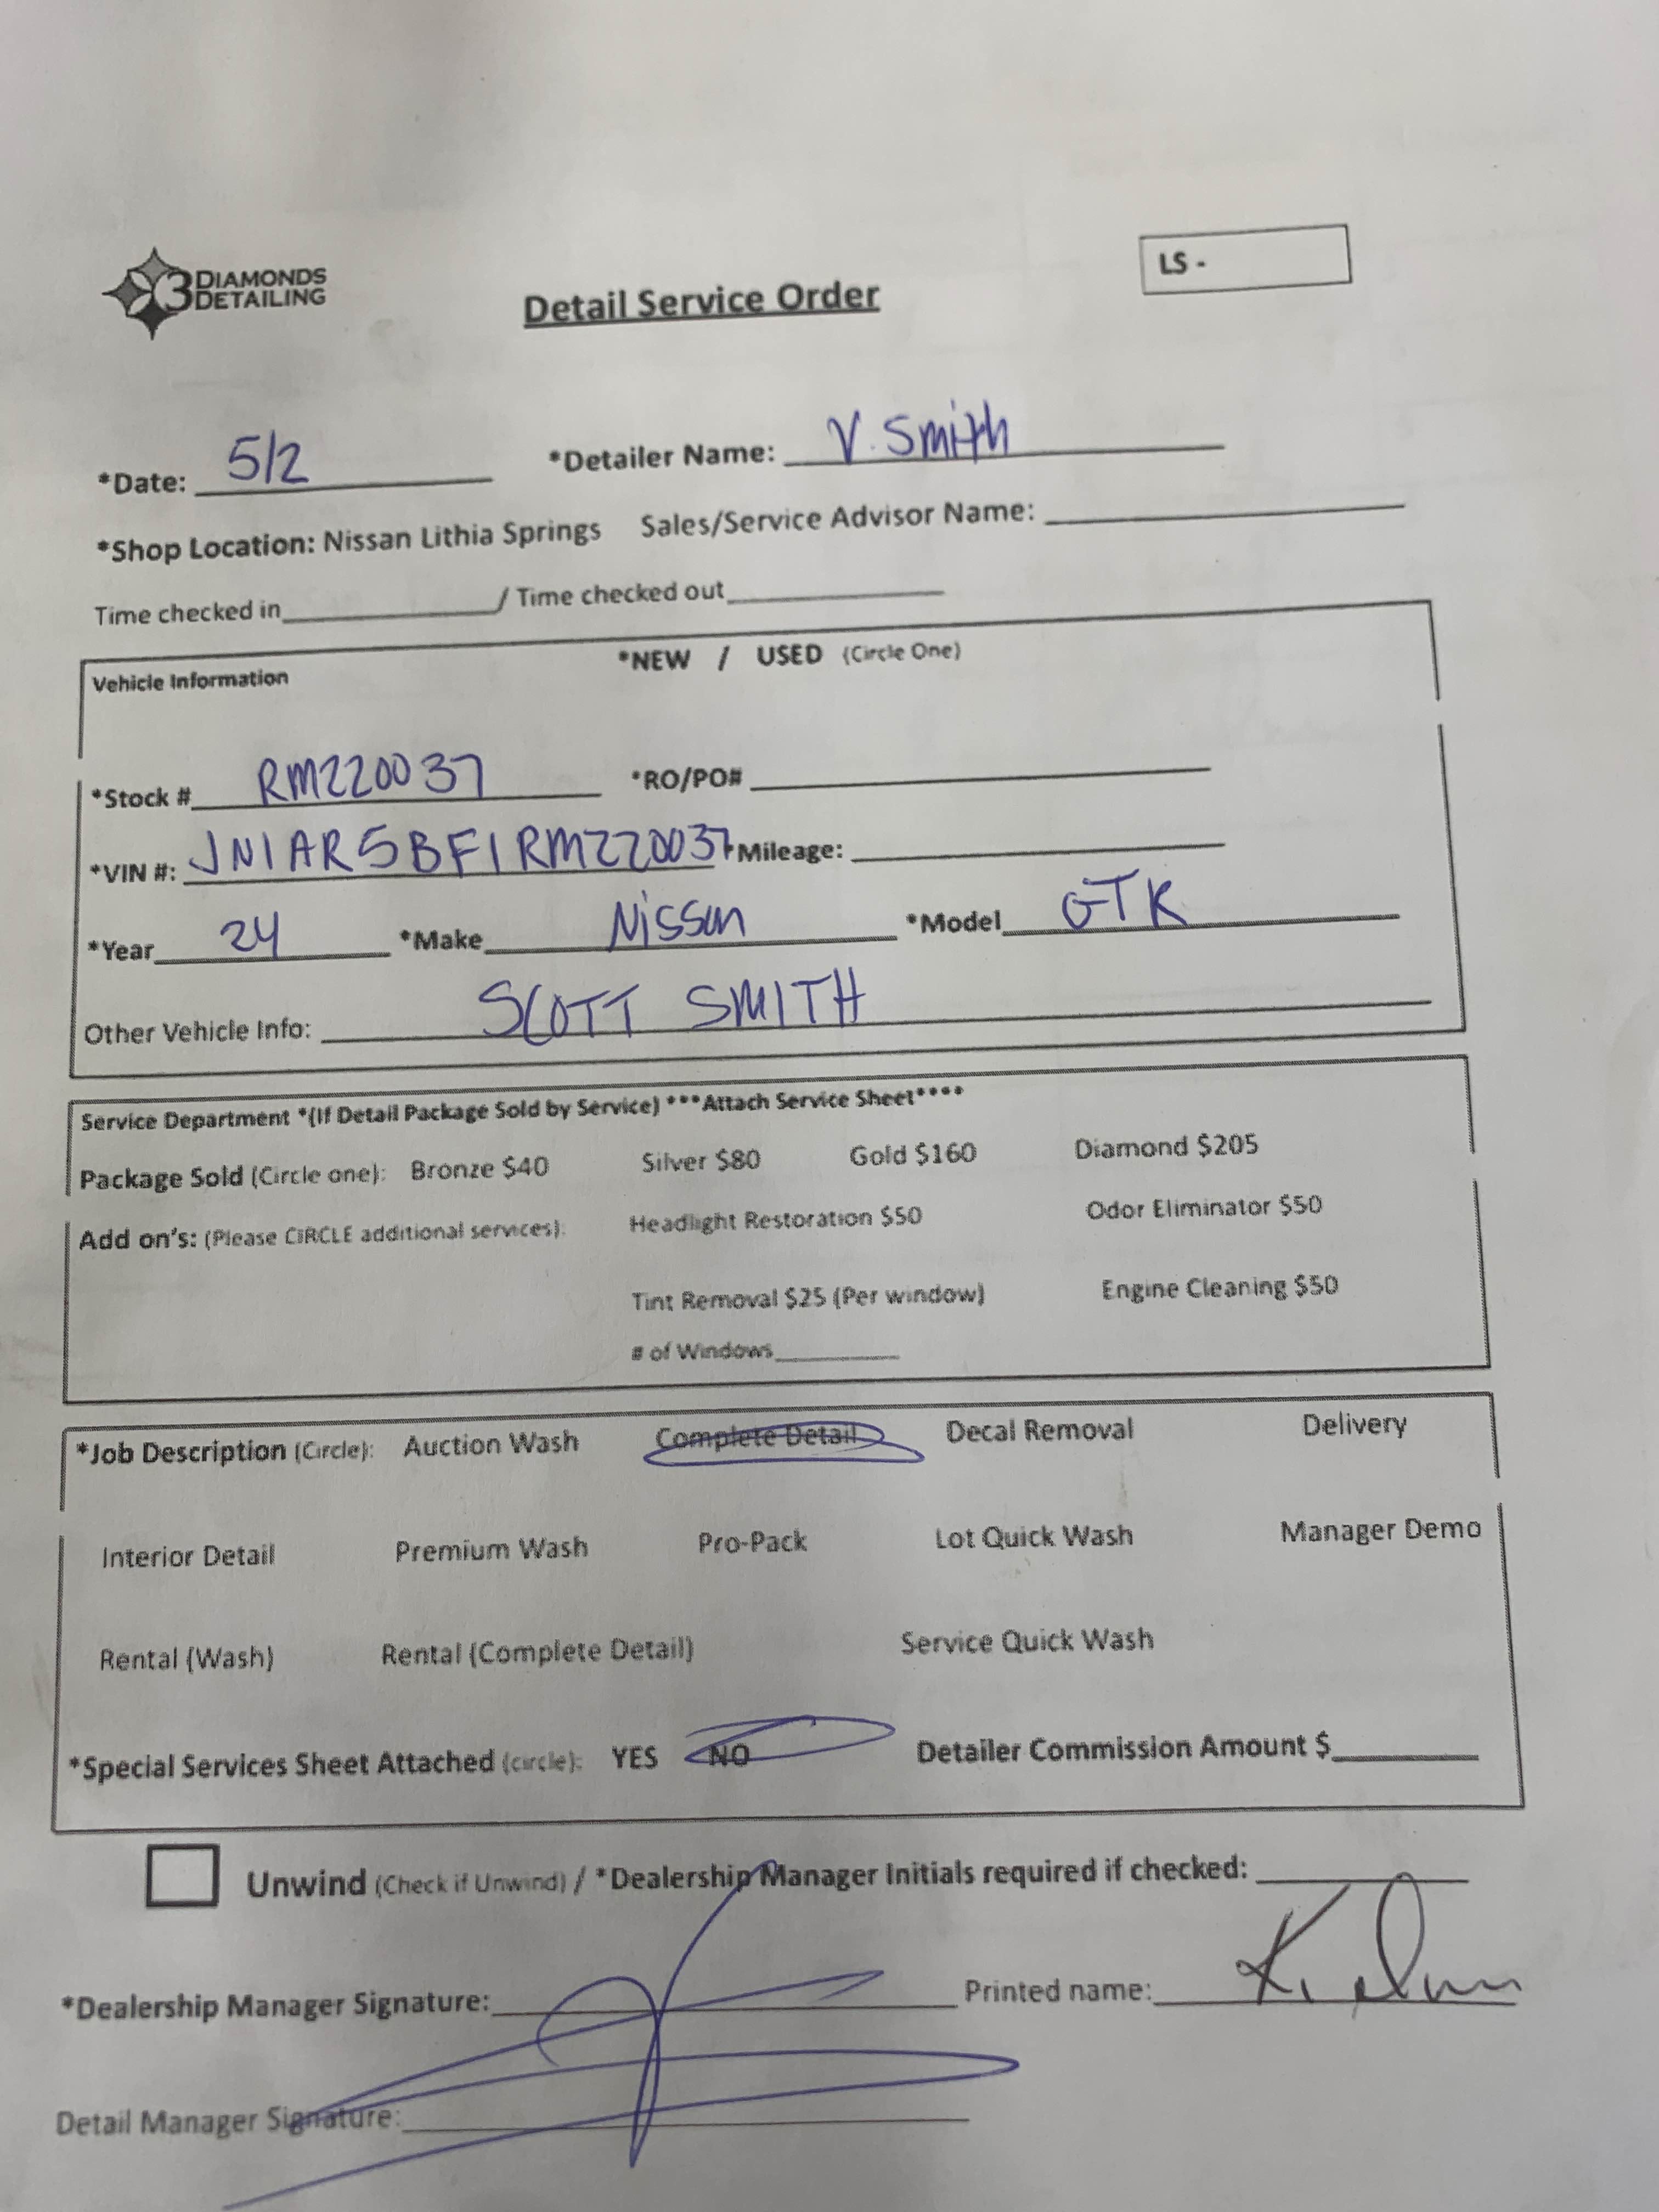 3 DIAMONDS DETAILING
LS -
Detail Service Order
*Date: 5/2 *Detailer Name: V. Smith
*Shop Location: Nissan Lithia Springs Sales/Service Advisor Name:
Time checked in / Time checked out
Vehicle Information *NEW / USED (Circle One)
*Stock # RMZ20037 *RO/PO#
*VIN #: JN1AR5BF1RMZ20037 *Mileage:
*Year 24 *Make Nissan *Model GTR
Other Vehicle Info: SCOTT SMITH
Service Department *(If Detail Package Sold by Service) ***Attach Service Sheet****
Package Sold (Circle one): Bronze $40 Silver $80 Gold $160 Diamond $205
Add on's: (Please CIRCLE additional services): Headlight Restoration $50 Odor Eliminator $50
Tint Removal $25 (Per window) Engine Cleaning $50
# of Windows
*Job Description (Circle): Auction Wash Complete Detail Decal Removal Delivery
Interior Detail Premium Wash Pro-Pack Lot Quick Wash Manager Demo
Rental (Wash) Rental (Complete Detail) Service Quick Wash
*Special Services Sheet Attached (circle): YES NO Detailer Commission Amount $
Unwind (Check if Unwind) / *Dealership Manager Initials required if checked:
*Dealership Manager Signature: Printed name:
Detail Manager Signature: